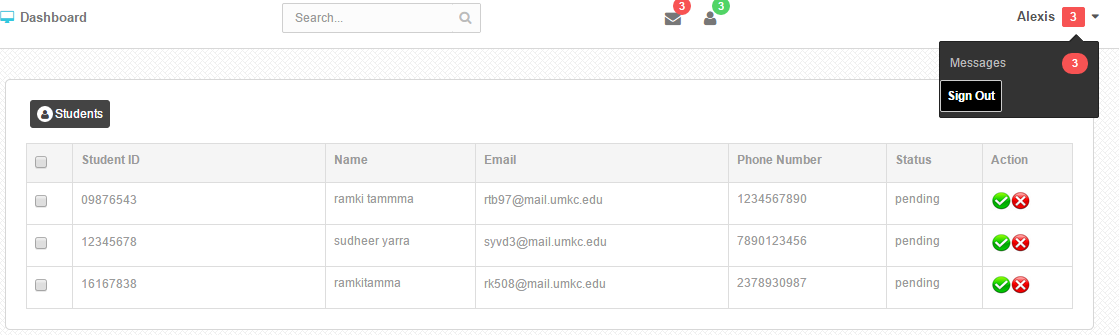 Dashboard Search... 3 3 Alexis 3
Messages 3
Sign Out
Students
Student ID Name Email Phone Number Status Action
09876543 ramki tammma rtb97@mail.umkc.edu 1234567890 pending
12345678 sudheer yarra syvd3@mail.umkc.edu 7890123456 pending
16167838 ramkitamma rk508@mail.umkc.edu 2378930987 pending